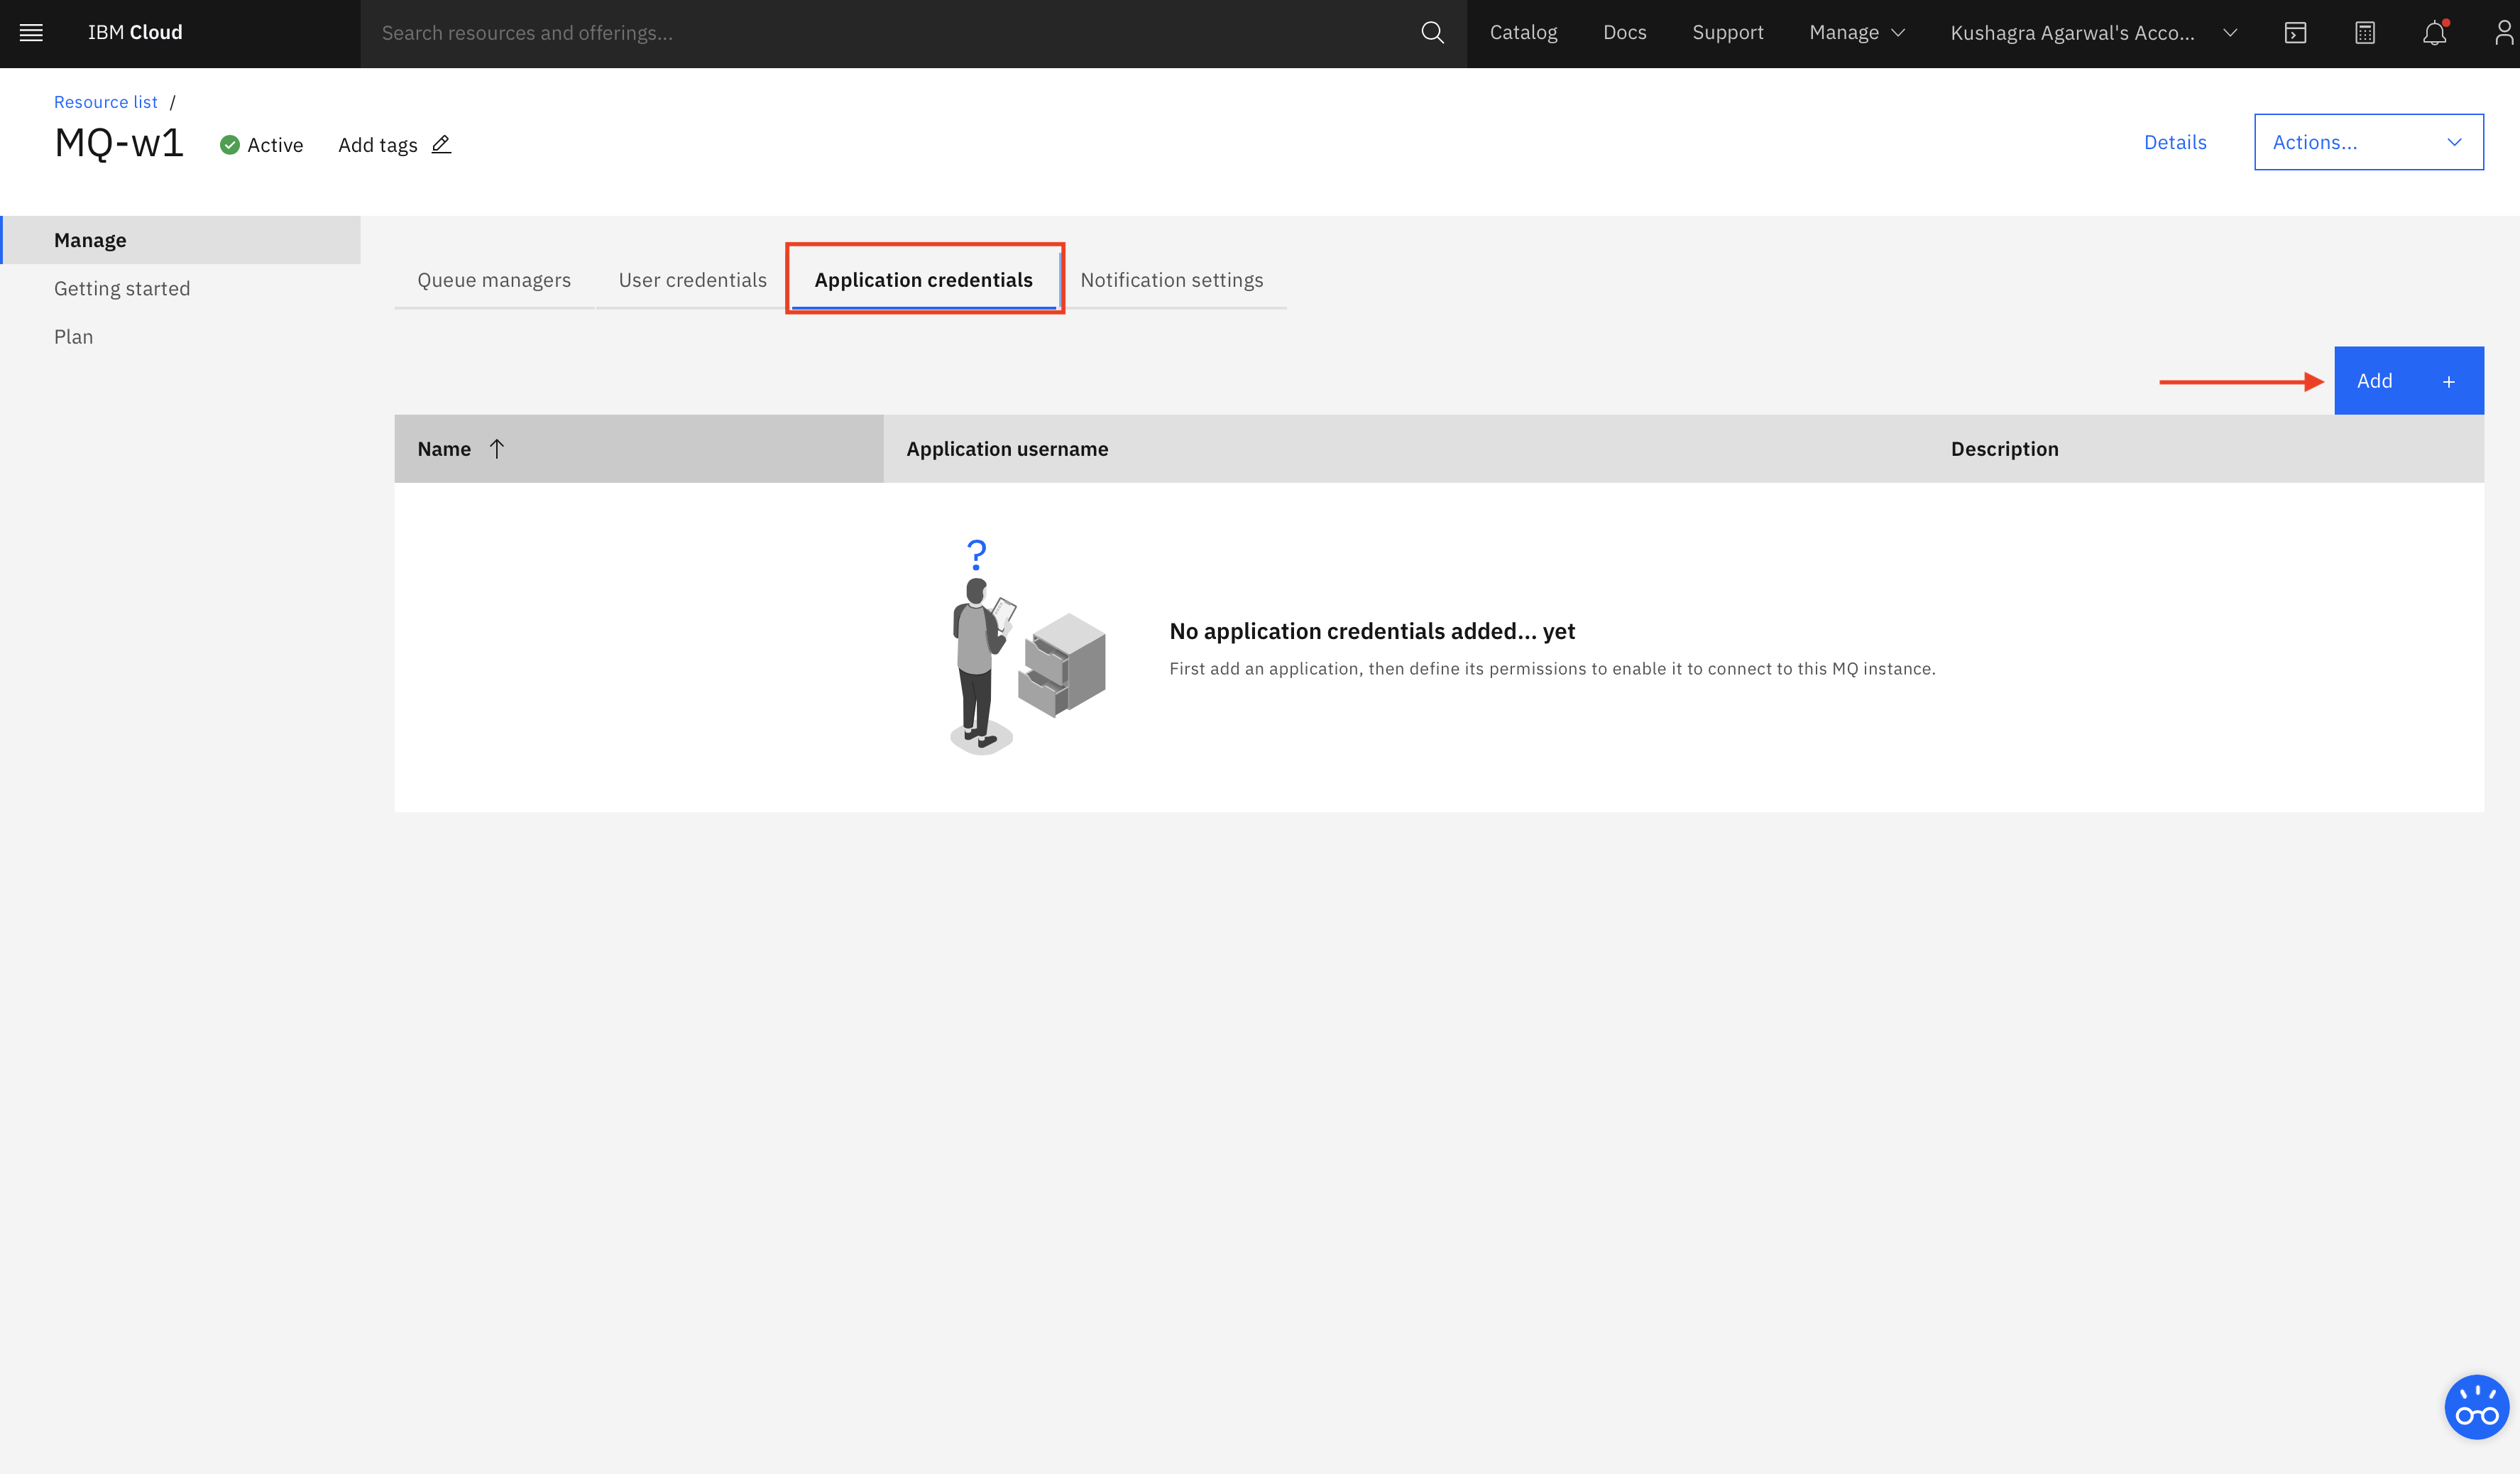 IBM Cloud
Search resources and offerings...
Catalog
Docs
Support
Manage
Kushagra Agarwal's Acco...
Resource list /
MQ-w1
Active
Add tags
Details
Actions...
Manage
Getting started
Plan
Queue managers
User credentials
Application credentials
Notification settings
Add +
Name
Application username
Description
?
No application credentials added... yet
First add an application, then define its permissions to enable it to connect to this MQ instance.